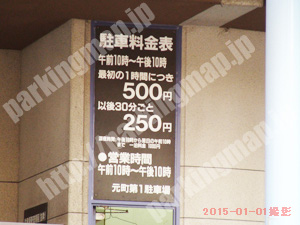 駐車料金表
午前10時〜午後10時
最初の1時間につき
500円
以後30分ごと
250円
●営業時間
午前10時〜午後10時
元町第1駐車場
parkingmap.jp
2015-01-01撮影